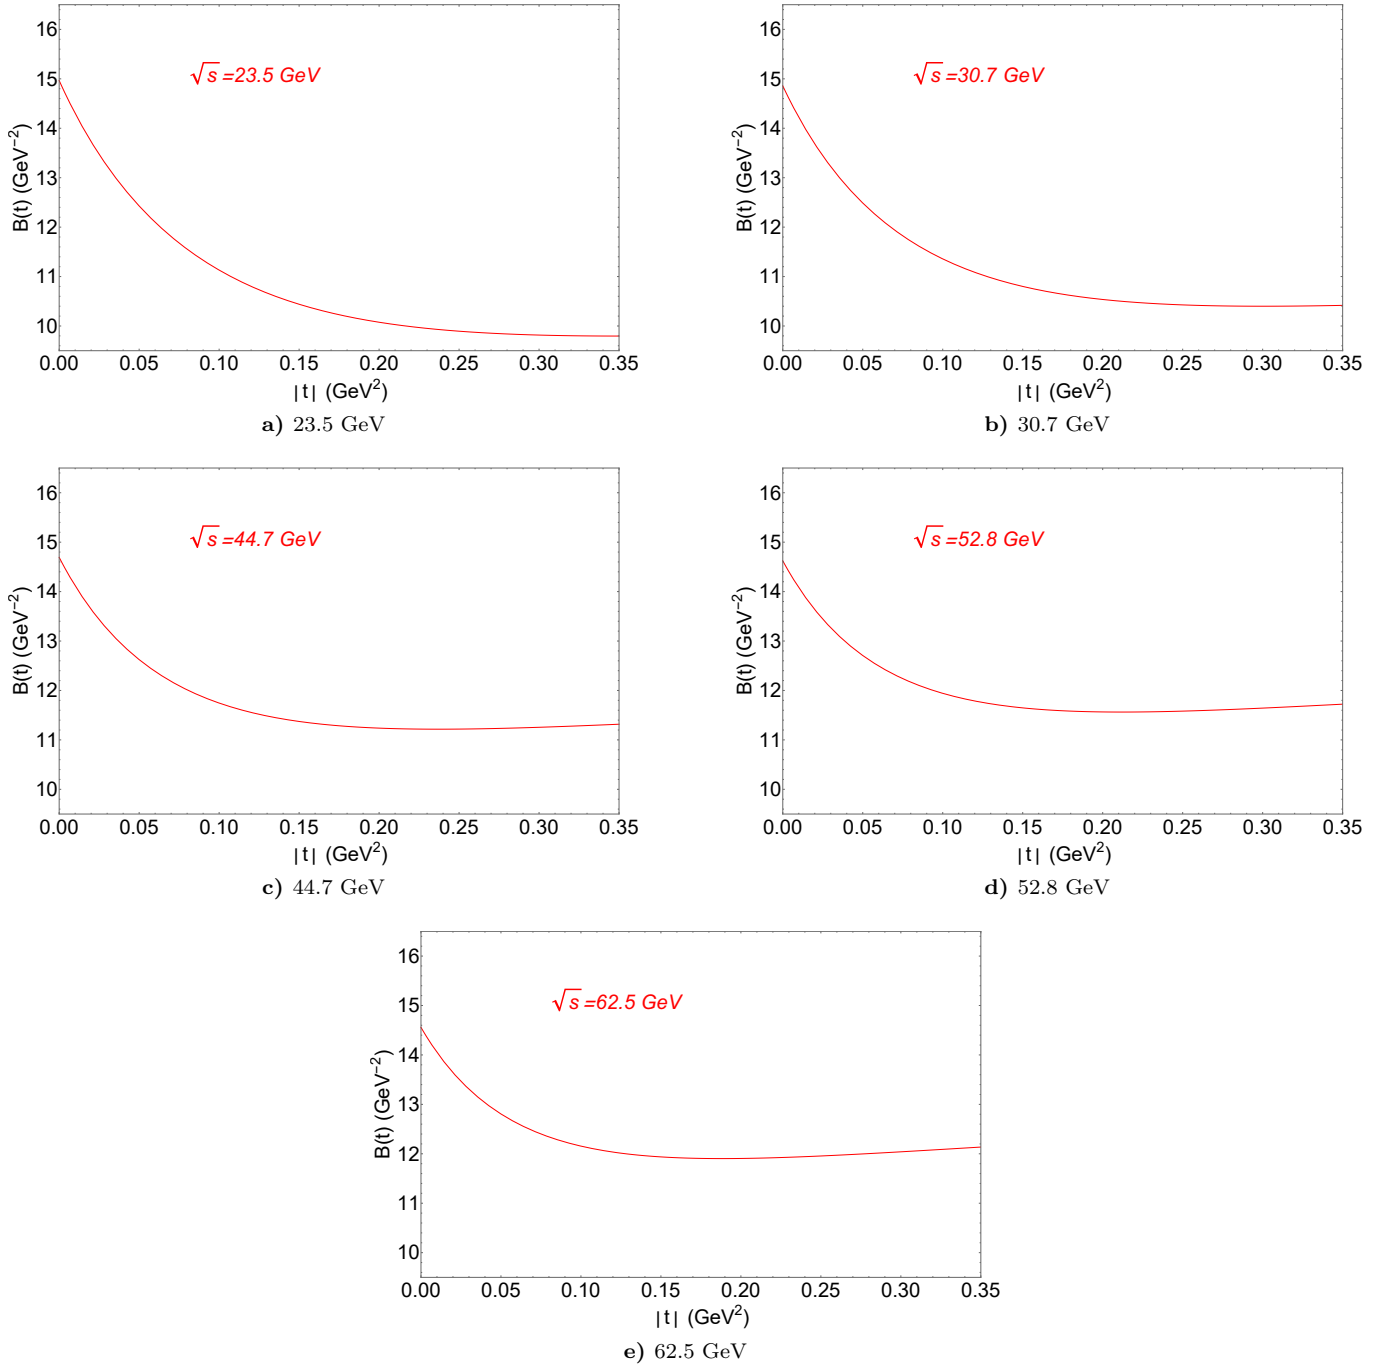 16
15
14
13
12
11
10
B(t) (GeV⁻²)
√s =23.5 GeV
0.00 0.05 0.10 0.15 0.20 0.25 0.30 0.35
|t| (GeV²)
a) 23.5 GeV
16
15
14
13
12
11
10
B(t) (GeV⁻²)
√s =30.7 GeV
0.00 0.05 0.10 0.15 0.20 0.25 0.30 0.35
|t| (GeV²)
b) 30.7 GeV
16
15
14
13
12
11
10
B(t) (GeV⁻²)
√s =44.7 GeV
0.00 0.05 0.10 0.15 0.20 0.25 0.30 0.35
|t| (GeV²)
c) 44.7 GeV
16
15
14
13
12
11
10
B(t) (GeV⁻²)
√s =52.8 GeV
0.00 0.05 0.10 0.15 0.20 0.25 0.30 0.35
|t| (GeV²)
d) 52.8 GeV
16
15
14
13
12
11
10
B(t) (GeV⁻²)
√s =62.5 GeV
0.00 0.05 0.10 0.15 0.20 0.25 0.30 0.35
|t| (GeV²)
e) 62.5 GeV